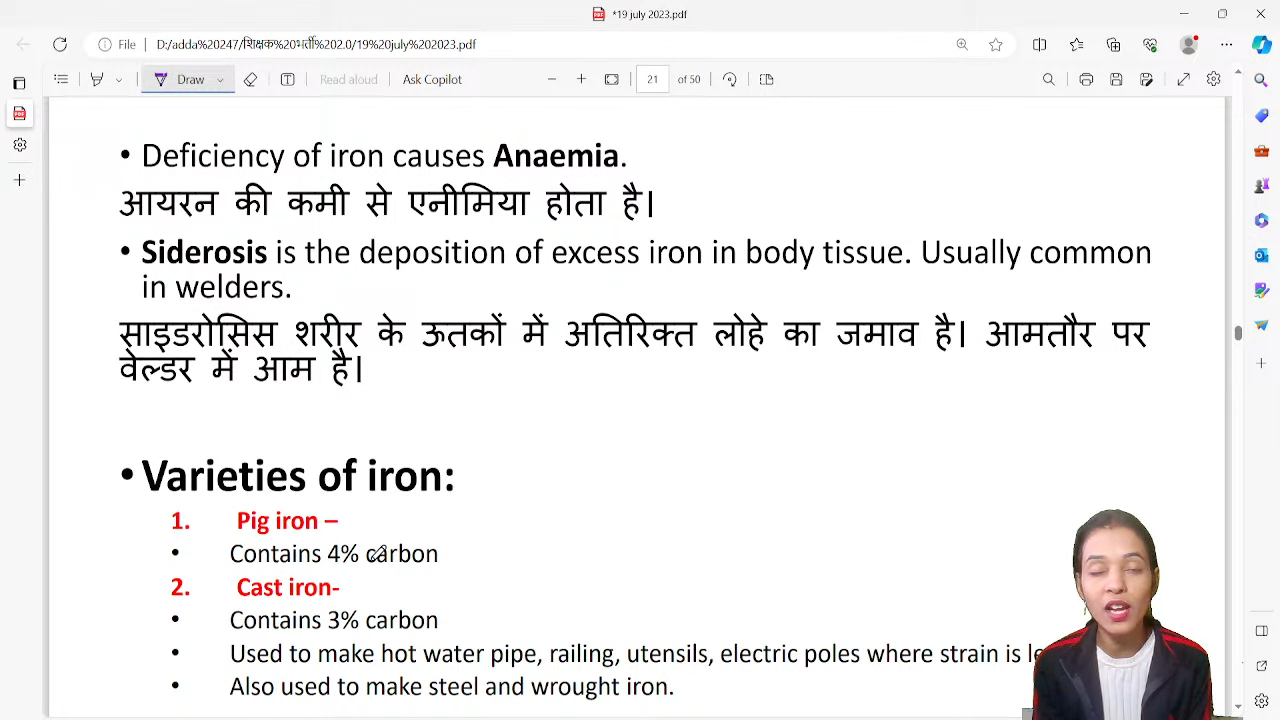 *19 july 2023.pdf
File D:/adda
Draw Read aloud Ask Copilot 21 of 50
• Deficiency of iron causes Anaemia.
आयरन की कमी से एनीमिया होता है।
• Siderosis is the deposition of excess iron in body tissue. Usually common
in welders.
साइडरोसिस शरीर के ऊतकों में अतिरिक्त लोहे का जमाव है। आमतौर पर
वेल्डर में आम है।
• Varieties of iron:
1. Pig iron –
• Contains 4% carbon
2. Cast iron-
• Contains 3% carbon
• Used to make hot water pipe, railing, utensils, electric poles where strain is
• Also used to make steel and wrought iron.